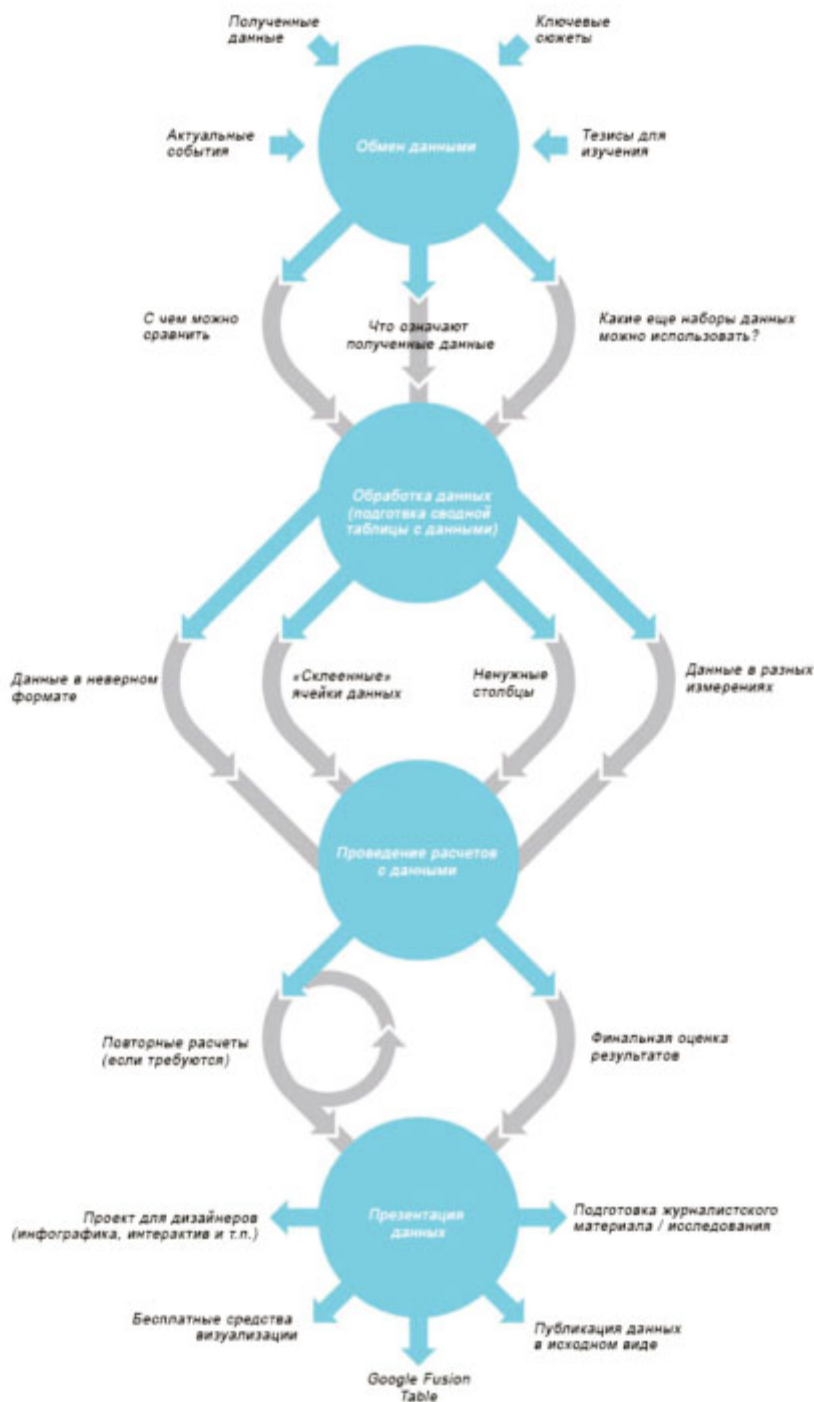 Полученные
данные
Ключевые
сюжеты
Актуальные
события
Обмен данными
Тезисы для
изучения
С чем можно
сравнить
Что означают
полученные данные
Какие еще наборы данных
можно использовать?
Обработка данных
(подготвка сводной
таблицы с данными)
Данные в неверном
формате
«Склеенные»
ячейки данных
Ненужные
столбцы
Данные в разных
измерениях
Проведение расчетов
с данными
Повторные расчеты
(если требуются)
Финальная оценка
результатов
Проект для дизайнеров
(инфографика, интерактив и т.п.)
Презентация
данных
Подготовка журналистского
материала / исследования
Бесплатные средства
визуализации
Публикация данных
в исходном виде
Google Fusion
Table